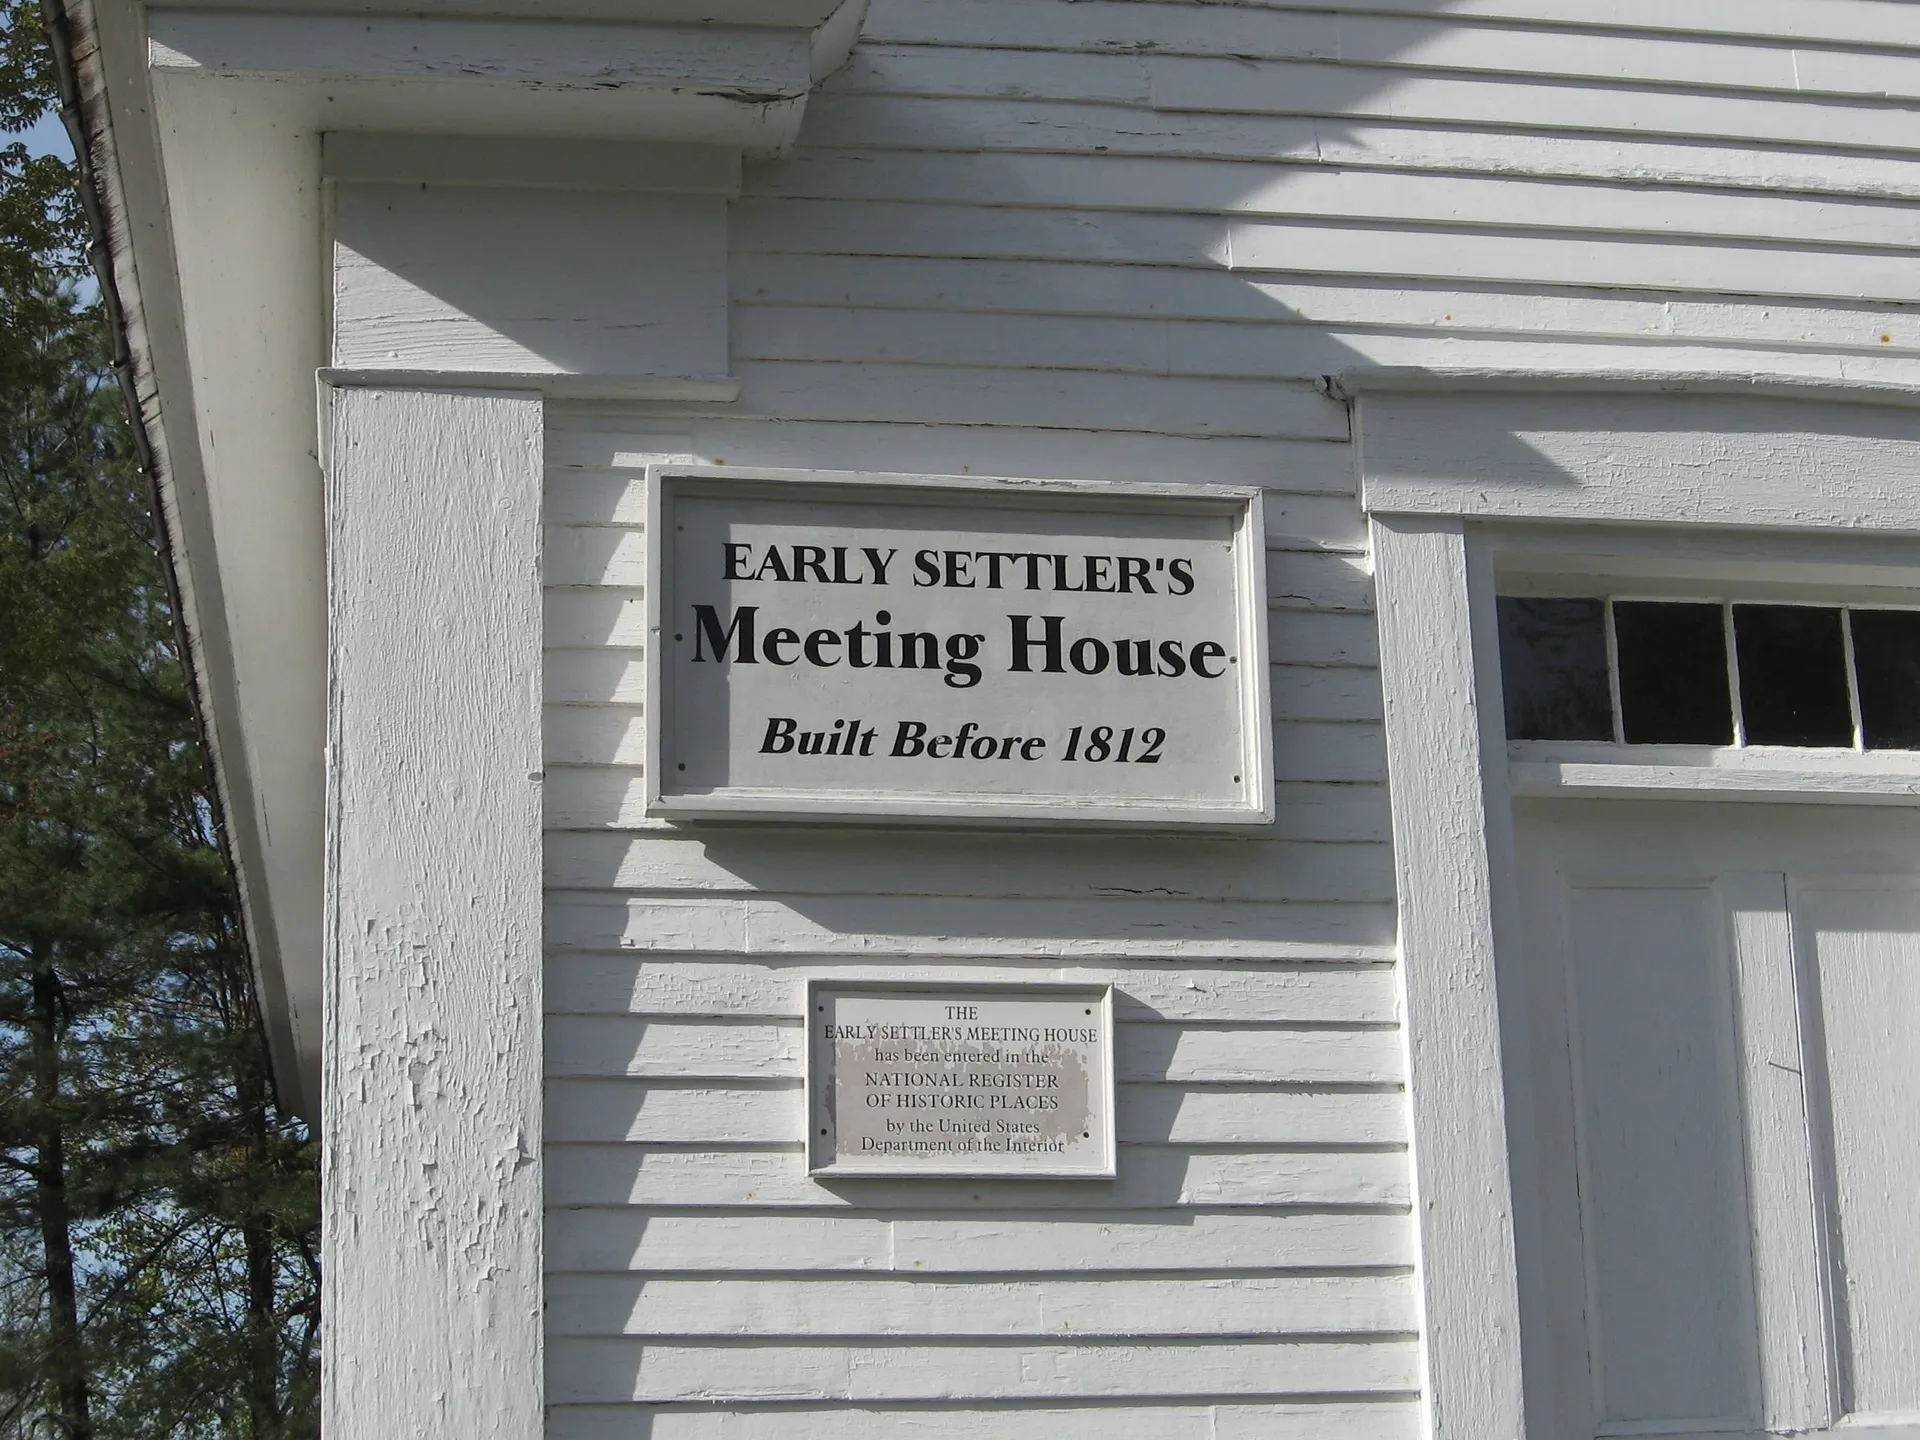 EARLY SETTLER'S
Meeting House
Built Before 1812
THE
EARLY SETTLER'S MEETING HOUSE
has been entered in the
NATIONAL REGISTER
OF HISTORIC PLACES
by the United States
Department of the Interior